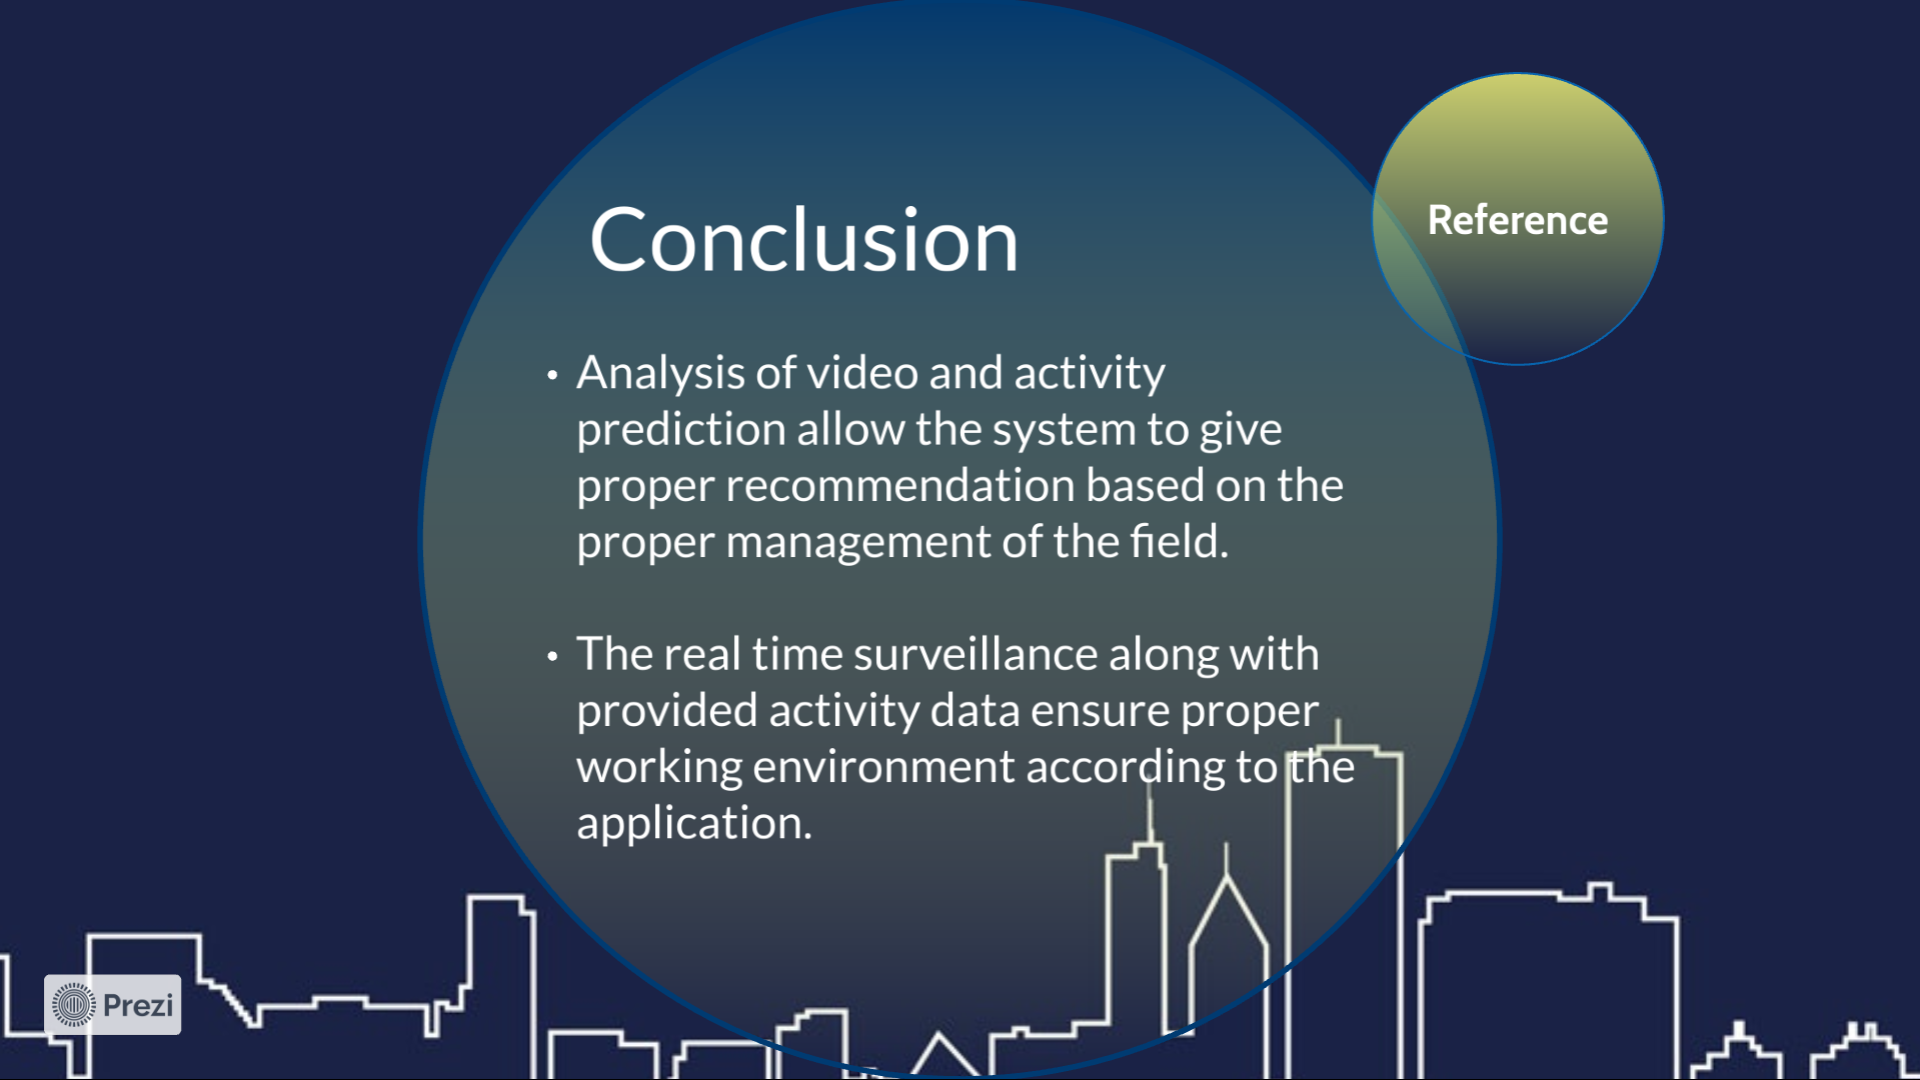 Conclusion
Reference
• Analysis of video and activity
prediction allow the system to give
proper recommendation based on the
proper management of the field.
• The real time surveillance along with
provided activity data ensure proper
working environment according to the
application.
Prezi